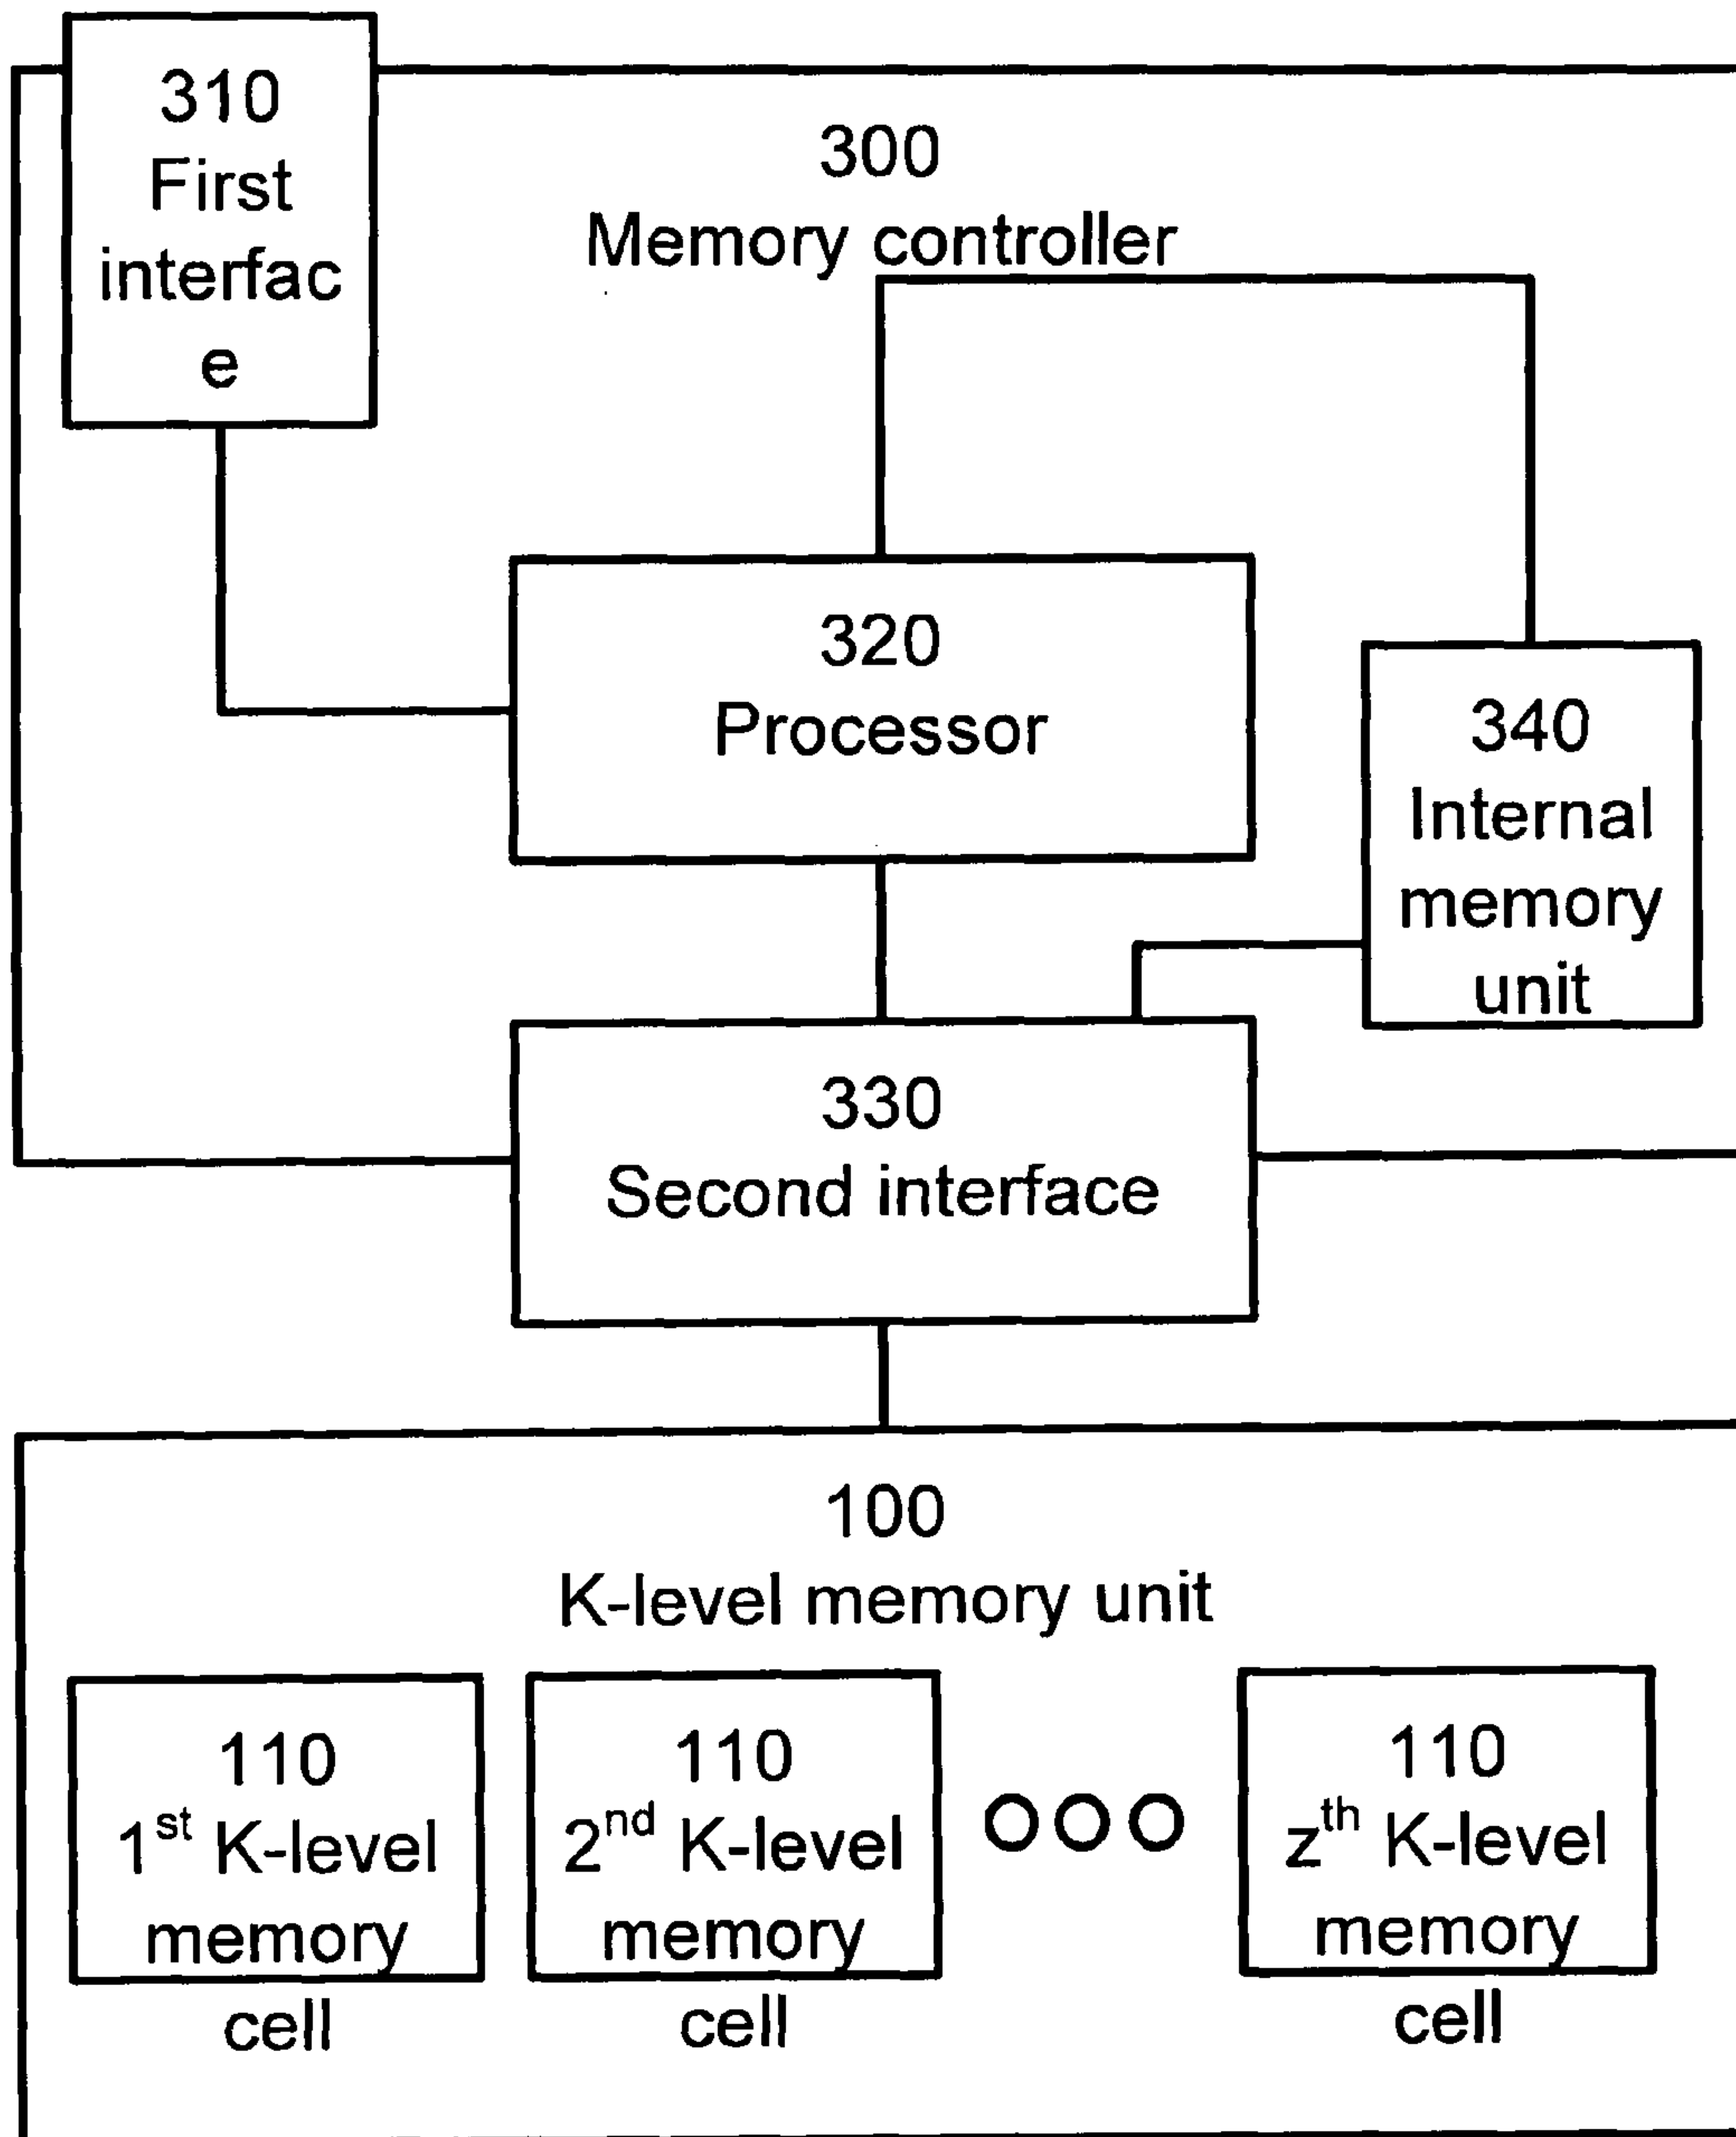 310
First
interfac
e
300
Memory controller
320
Processor
340
Internal
memory
unit
330
Second interface
100
K-level memory unit
110
1st K-level
memory
cell
110
2nd K-level
memory
cell
110
zth K-level
memory
cell